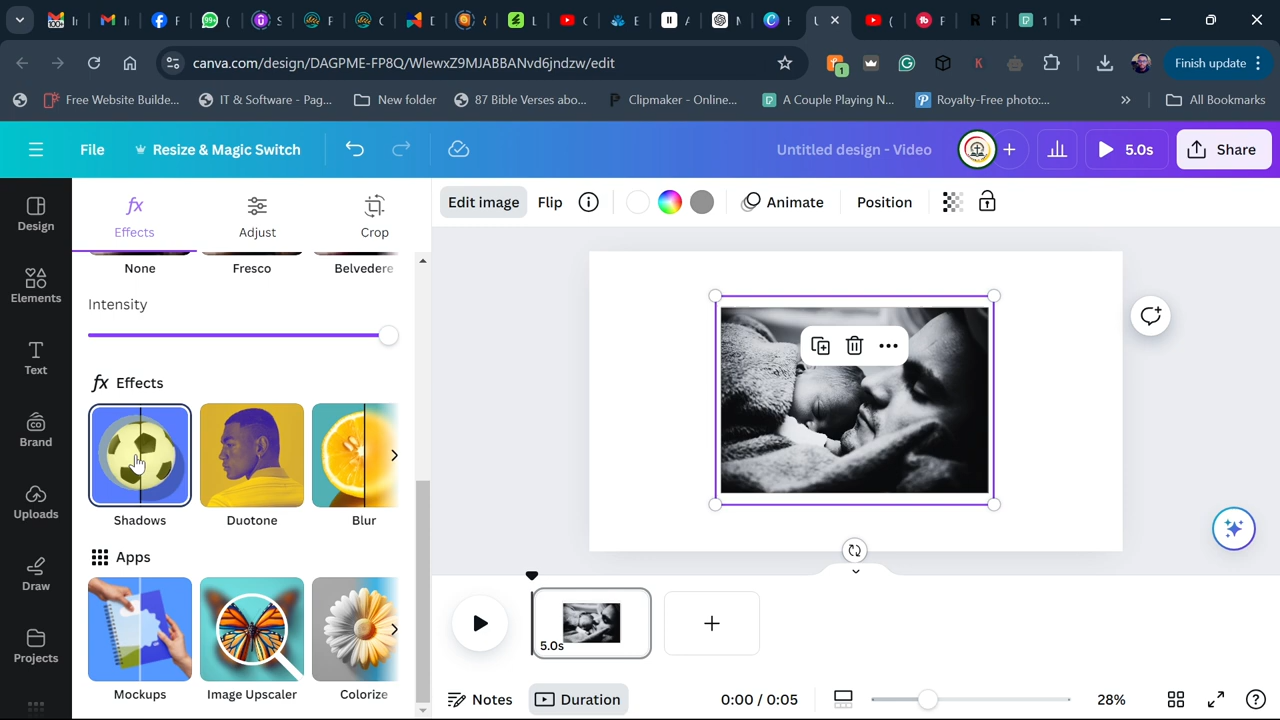 canva.com/design/DAGPME-FP8Q/WIewxZ9MJABBANvd6jndzw/edit
Finish update
Free Website Builde...
IT & Software - Pag...
New folder
87 Bible Verses abo...
Clipmaker - Online...
A Couple Playing N...
Royalty-Free photo:...
All Bookmarks
File
Resize & Magic Switch
Untitled design - Video
5.0s
Share
Design
Elements
Text
Brand
Uploads
Draw
Projects
Effects
Adjust
Crop
Edit image
Flip
Animate
Position
None
Fresco
Belvedere
Intensity
fx Effects
Shadows
Duotone
Blur
Apps
Mockups
Image Upscaler
Colorize
5.0s
Notes
Duration
0:00 / 0:05
28%